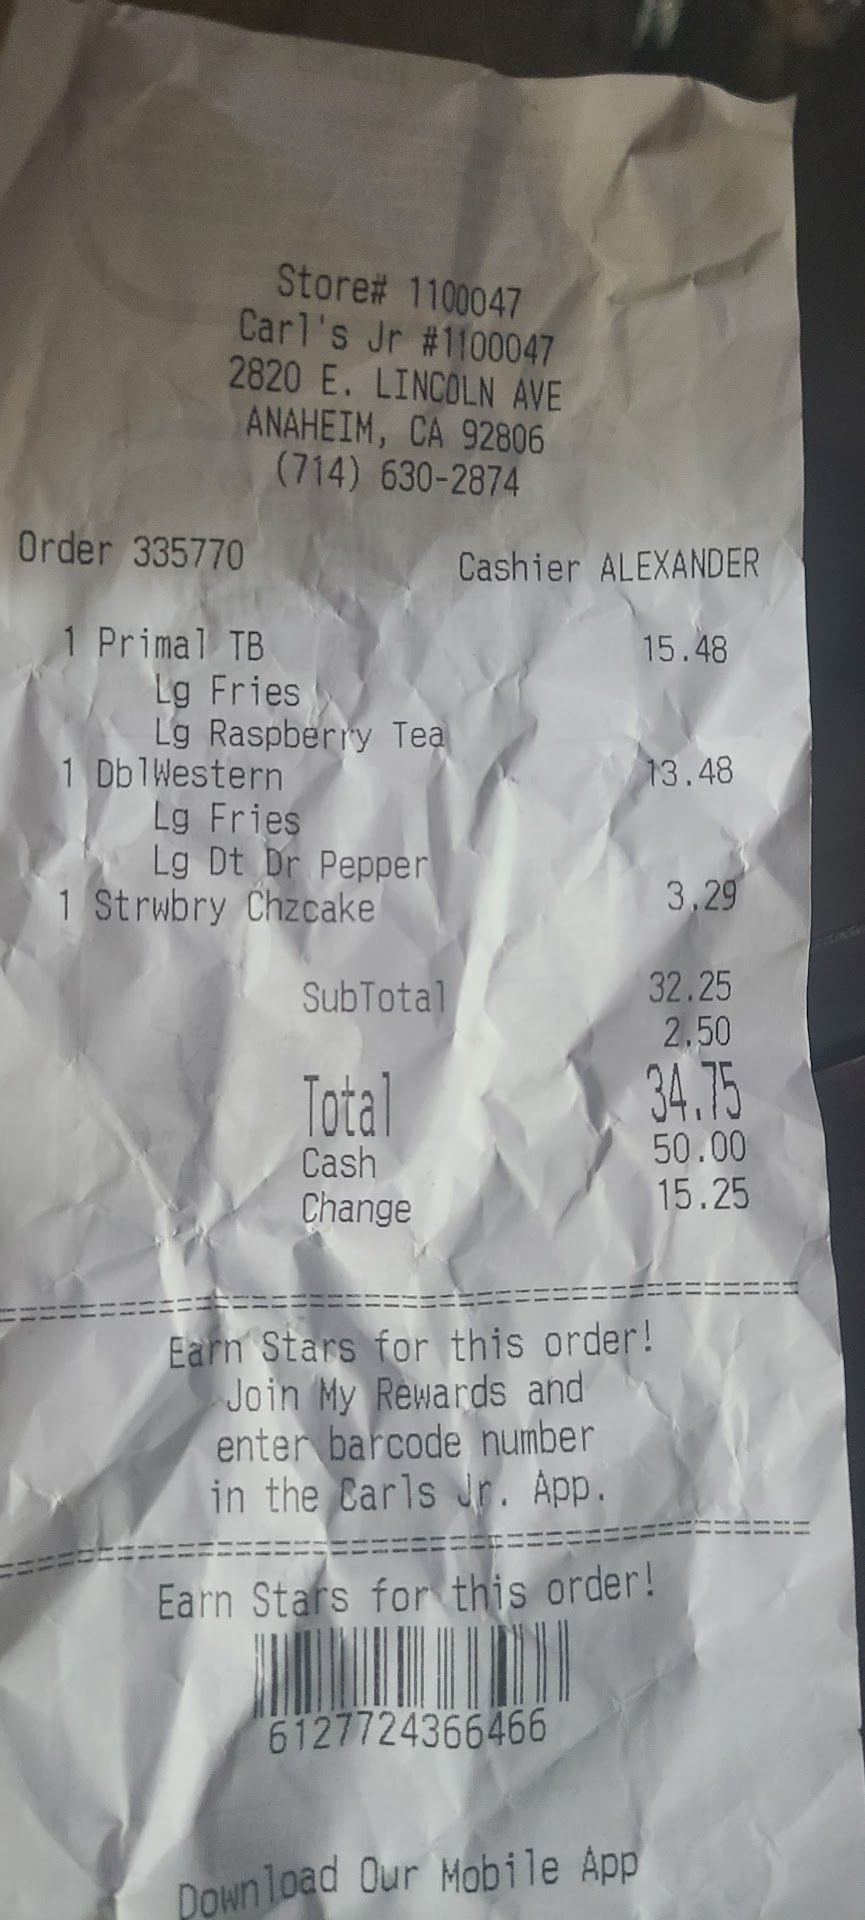 Store# 1100047
Carl's Jr #1100047
2820 E. LINCOLN AVE
ANAHEIM, CA 92806
(714) 630-2874
Order 335770 Cashier ALEXANDER
1 Primal TB 15.48
Lg Fries
Lg Raspberry Tea
1 DblWestern 13.48
Lg Fries
Lg Dt Dr Pepper
1 Strwbry Chzcake 3.29
SubTotal 32.25
2.50
Total 34.75
Cash 50.00
Change 15.25
========================================
Earn Stars for this order!
Join My Rewards and
enter barcode number
in the Carls Jr. App.
========================================
Earn Stars for this order!
6127724366466
Download Our Mobile App